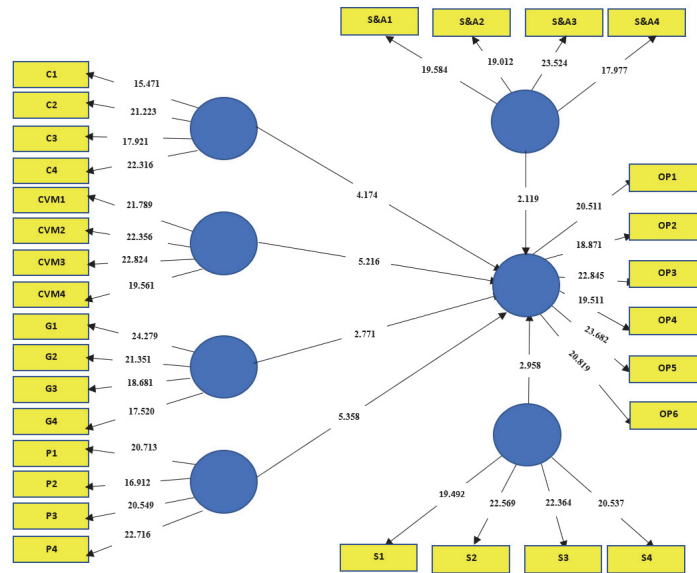 S&A1
S&A2
S&A3
S&A4
19.584
19.012
23.524
17.977
C1
C2
C3
C4
15.471
21.223
17.921
22.316
4.174
2.119
CVM1
CVM2
CVM3
CVM4
21.789
22.356
22.824
19.561
5.216
G1
G2
G3
G4
24.279
21.351
18.681
17.520
2.771
P1
P2
P3
P4
20.713
16.912
20.549
22.716
5.358
OP1
OP2
OP3
OP4
OP5
OP6
20.511
18.871
22.845
19.511
23.682
20.819
2.958
19.492
22.569
22.364
20.537
S1
S2
S3
S4